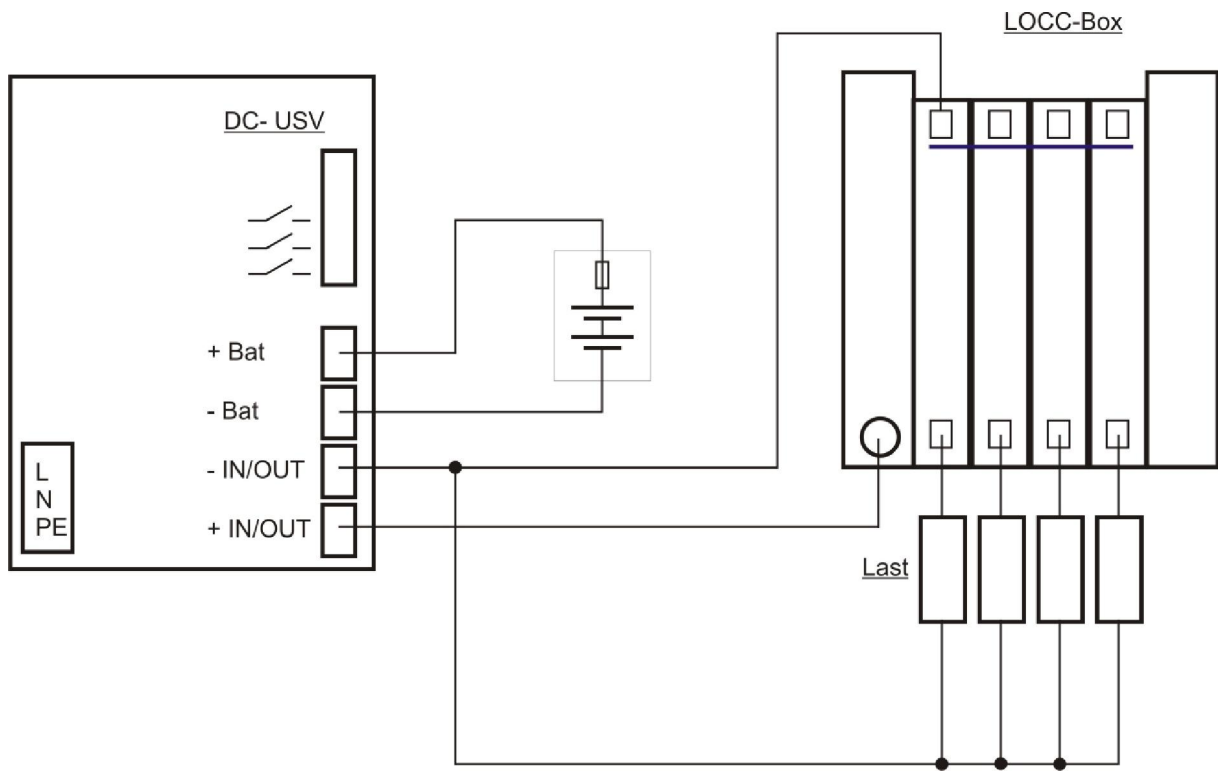 LOCC-Box
DC- USV
+ Bat
- Bat
- IN/OUT
+ IN/OUT
L
N
PE
Last